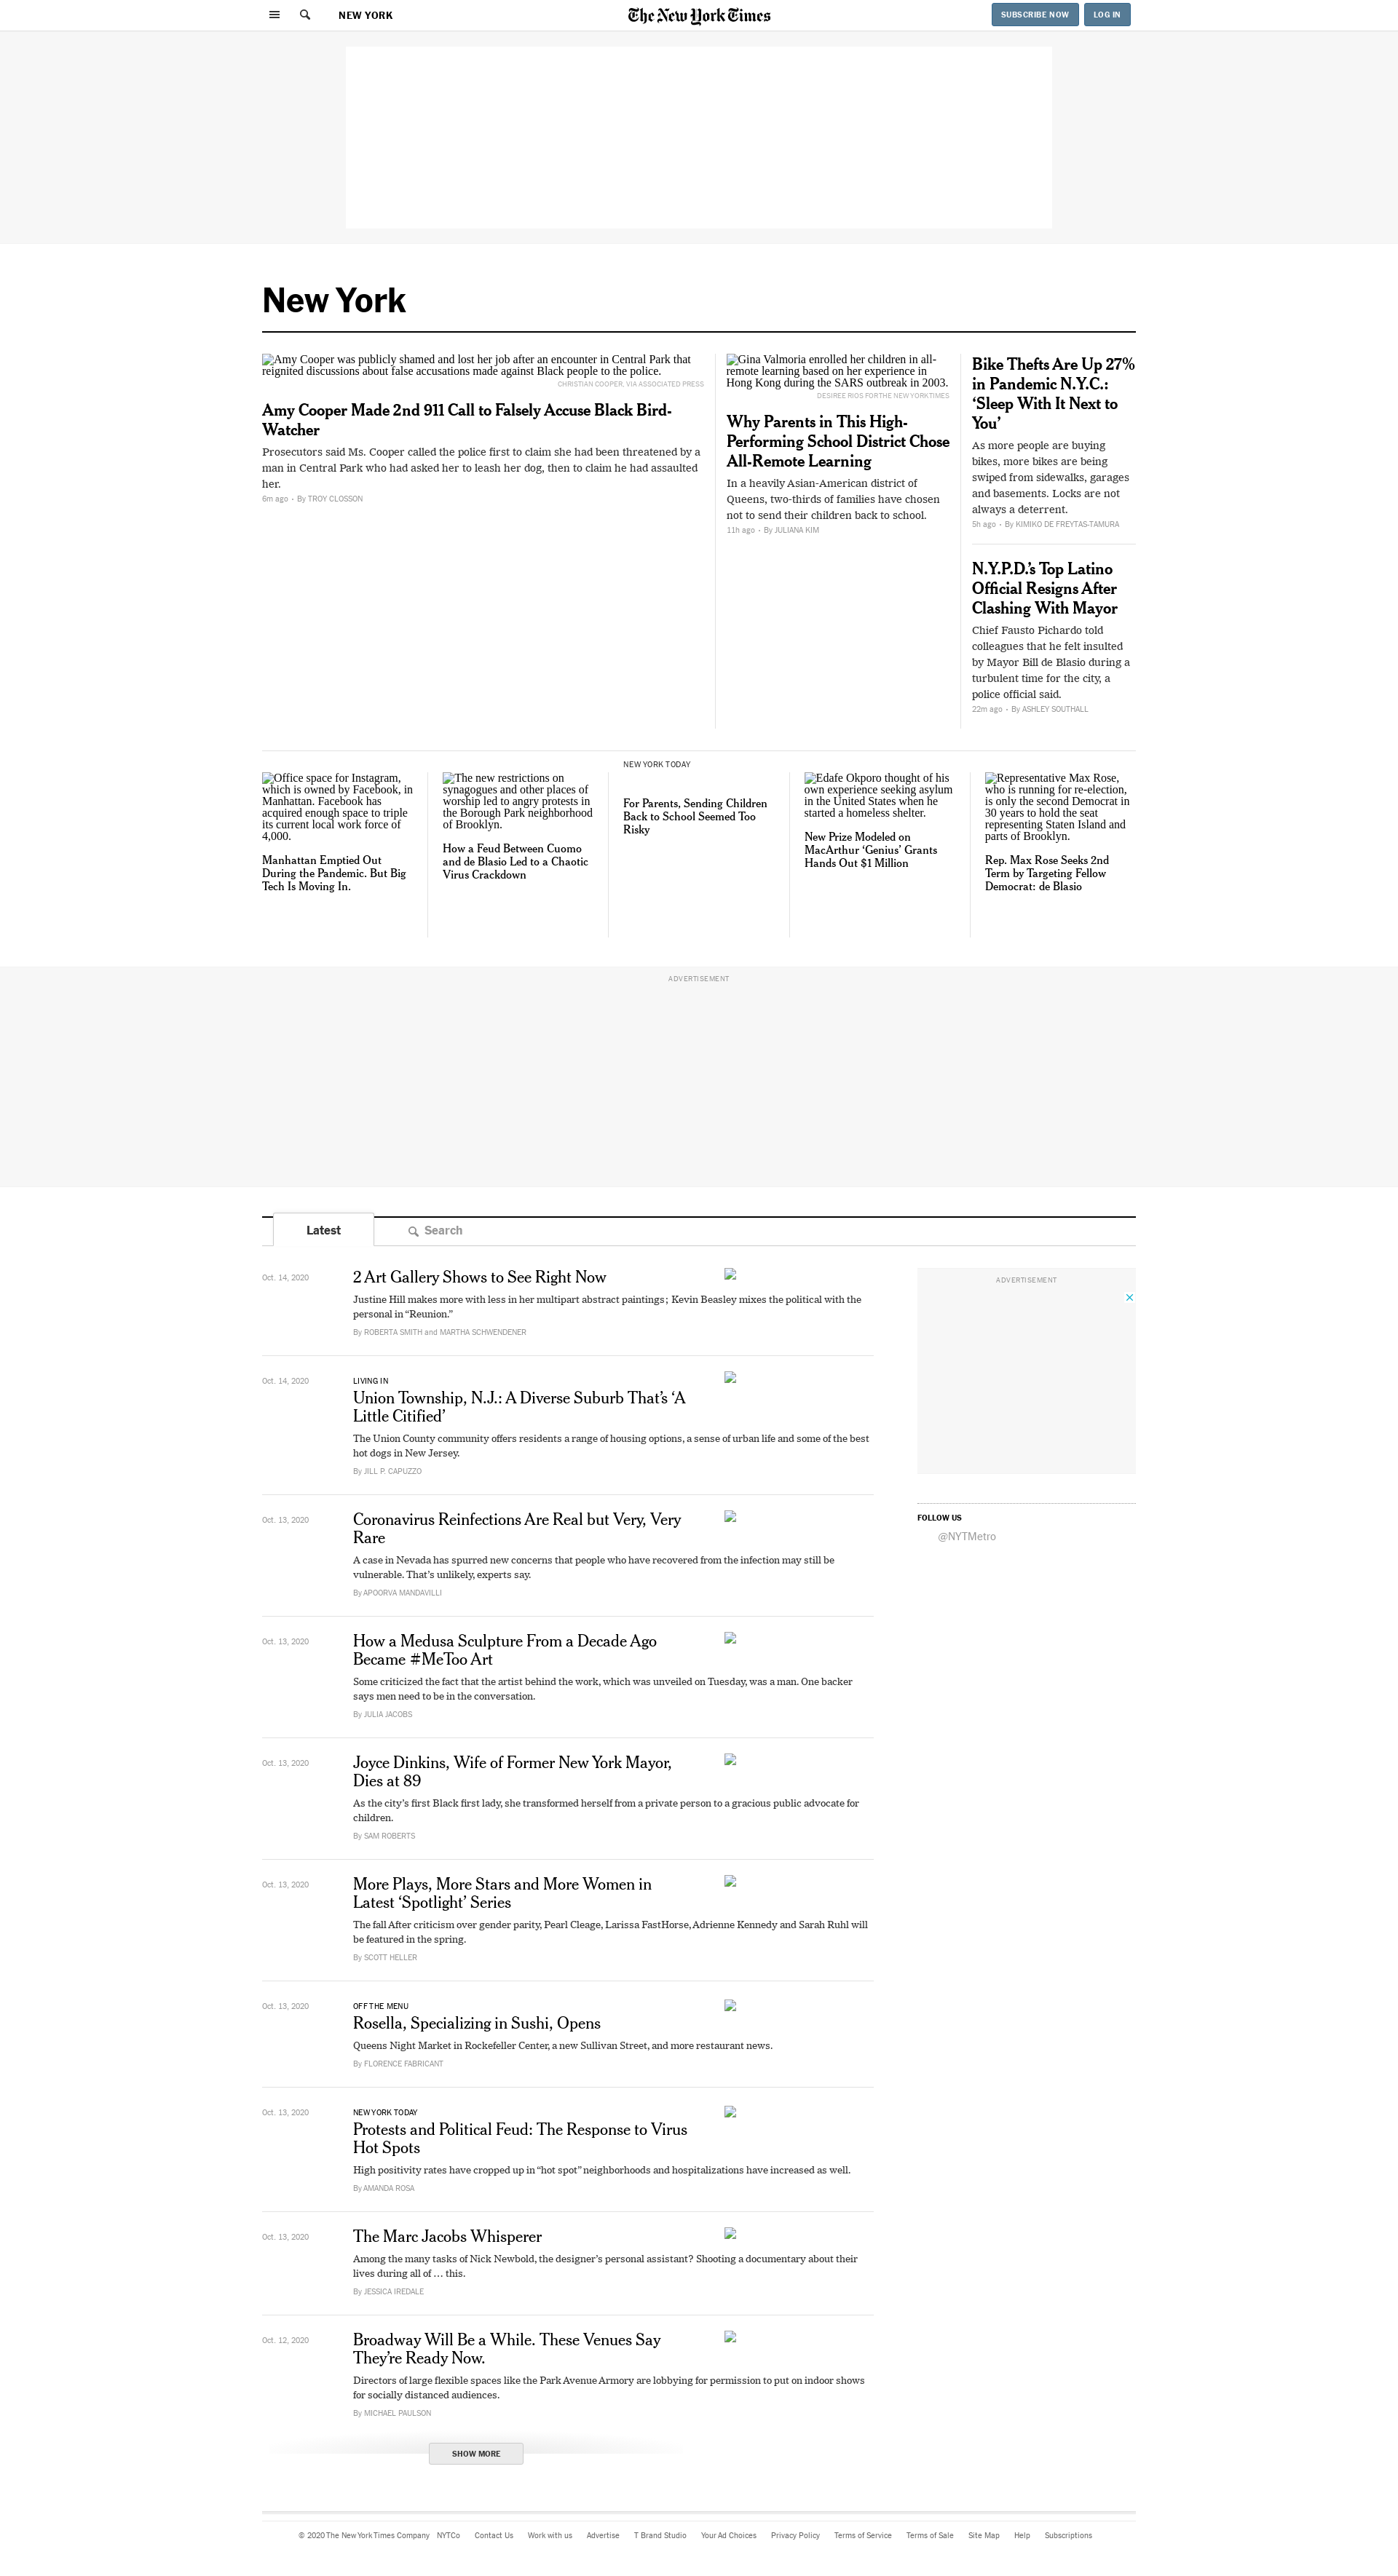 NEW YORK
The New York Times
SUBSCRIBE NOW
LOG IN
New York
Amy Cooper was publicly shamed and lost her job after an encounter in Central Park that
reignited discussions about false accusations made against Black people to the police.
CHRISTIAN COOPER, VIA ASSOCIATED PRESS
Amy Cooper Made 2nd 911 Call to Falsely Accuse Black Bird-
Watcher
Prosecutors said Ms. Cooper called the police first to claim she had been threatened by a
man in Central Park who had asked her to leash her dog, then to claim he had assaulted
her.
6m ago • By TROY CLOSSON
Gina Valmoria enrolled her children in all-
remote learning based on her experience in
Hong Kong during the SARS outbreak in 2003.
DESIREE RIOS FOR THE NEW YORK TIMES
Why Parents in This High-
Performing School District Chose
All-Remote Learning
In a heavily Asian-American district of
Queens, two-thirds of families have chosen
not to send their children back to school.
11h ago • By JULIANA KIM
Bike Thefts Are Up 27%
in Pandemic N.Y.C.:
‘Sleep With It Next to
You’
As more people are buying
bikes, more bikes are being
swiped from sidewalks, garages
and basements. Locks are not
always a deterrent.
5h ago • By KIMIKO DE FREYTAS-TAMURA
N.Y.P.D.’s Top Latino
Official Resigns After
Clashing With Mayor
Chief Fausto Pichardo told
colleagues that he felt insulted
by Mayor Bill de Blasio during a
turbulent time for the city, a
police official said.
22m ago • By ASHLEY SOUTHALL
Office space for Instagram,
which is owned by Facebook, in
Manhattan. Facebook has
acquired enough space to triple
its current local work force of
4,000.
Manhattan Emptied Out
During the Pandemic. But Big
Tech Is Moving In.
The new restrictions on
synagogues and other places of
worship led to angry protests in
the Borough Park neighborhood
of Brooklyn.
How a Feud Between Cuomo
and de Blasio Led to a Chaotic
Virus Crackdown
NEW YORK TODAY
For Parents, Sending Children
Back to School Seemed Too
Risky
Edafe Okporo thought of his
own experience seeking asylum
in the United States when he
started a homeless shelter.
New Prize Modeled on
MacArthur ‘Genius’ Grants
Hands Out $1 Million
Representative Max Rose,
who is running for re-election,
is only the second Democrat in
30 years to hold the seat
representing Staten Island and
parts of Brooklyn.
Rep. Max Rose Seeks 2nd
Term by Targeting Fellow
Democrat: de Blasio
ADVERTISEMENT
Latest
Search
Oct. 14, 2020
2 Art Gallery Shows to See Right Now
Justine Hill makes more with less in her multipart abstract paintings; Kevin Beasley mixes the political with the
personal in “Reunion.”
By ROBERTA SMITH and MARTHA SCHWENDENER
Oct. 14, 2020
LIVING IN
Union Township, N.J.: A Diverse Suburb That’s ‘A
Little Citified’
The Union County community offers residents a range of housing options, a sense of urban life and some of the best
hot dogs in New Jersey.
By JILL P. CAPUZZO
Oct. 13, 2020
Coronavirus Reinfections Are Real but Very, Very
Rare
A case in Nevada has spurred new concerns that people who have recovered from the infection may still be
vulnerable. That’s unlikely, experts say.
By APOORVA MANDAVILLI
Oct. 13, 2020
How a Medusa Sculpture From a Decade Ago
Became #MeToo Art
Some criticized the fact that the artist behind the work, which was unveiled on Tuesday, was a man. One backer
says men need to be in the conversation.
By JULIA JACOBS
Oct. 13, 2020
Joyce Dinkins, Wife of Former New York Mayor,
Dies at 89
As the city’s first Black first lady, she transformed herself from a private person to a gracious public advocate for
children.
By SAM ROBERTS
Oct. 13, 2020
More Plays, More Stars and More Women in
Latest ‘Spotlight’ Series
The fall After criticism over gender parity, Pearl Cleage, Larissa FastHorse, Adrienne Kennedy and Sarah Ruhl will
be featured in the spring.
By SCOTT HELLER
Oct. 13, 2020
OFF THE MENU
Rosella, Specializing in Sushi, Opens
Queens Night Market in Rockefeller Center, a new Sullivan Street, and more restaurant news.
By FLORENCE FABRICANT
Oct. 13, 2020
NEW YORK TODAY
Protests and Political Feud: The Response to Virus
Hot Spots
High positivity rates have cropped up in “hot spot” neighborhoods and hospitalizations have increased as well.
By AMANDA ROSA
Oct. 13, 2020
The Marc Jacobs Whisperer
Among the many tasks of Nick Newbold, the designer’s personal assistant? Shooting a documentary about their
lives during all of … this.
By JESSICA IREDALE
Oct. 12, 2020
Broadway Will Be a While. These Venues Say
They’re Ready Now.
Directors of large flexible spaces like the Park Avenue Armory are lobbying for permission to put on indoor shows
for socially distanced audiences.
By MICHAEL PAULSON
SHOW MORE
ADVERTISEMENT
FOLLOW US
@NYTMetro
© 2020 The New York Times Company NYTCo Contact Us Work with us Advertise T Brand Studio Your Ad Choices Privacy Policy Terms of Service Terms of Sale Site Map Help Subscriptions